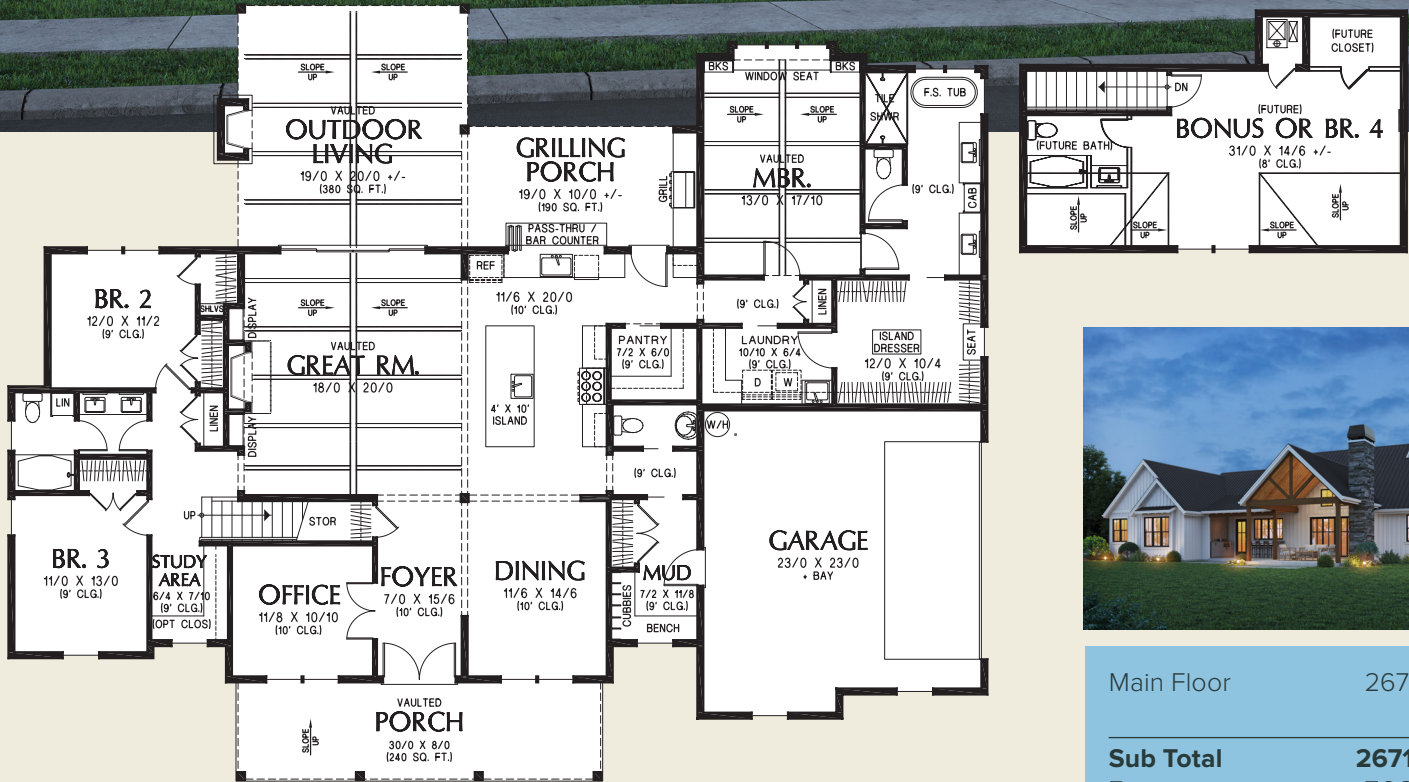 SLOPE UP
SLOPE UP
VAULTED
OUTDOOR
LIVING
19/0 X 20/0 +/-
(380 SQ. FT.)
GRILLING
PORCH
19/0 X 10/0 +/-
(190 SQ. FT.)
GRILL
PASS-THRU /
BAR COUNTER
BKS
WINDOW SEAT
BKS
SLOPE UP
SLOPE UP
VAULTED
MBR.
13/0 X 17/10
TILE
SHWR
F.S. TUB
(9' CLG.)
CAB
(FUTURE
CLOSET)
DN
(FUTURE)
BONUS OR BR. 4
31/0 X 14/6 +/-
(8' CLG.)
(FUTURE BATH)
SLOPE UP
SLOPE UP
SLOPE UP
SLOPE UP
BR. 2
12/0 X 11/2
(9' CLG.)
SHLVS
DISPLAY
SLOPE UP
SLOPE UP
VAULTED
GREAT RM.
18/0 X 20/0
DISPLAY
REF
11/6 X 20/0
(10' CLG.)
4' X 10'
ISLAND
PANTRY
7/2 X 6/0
(9' CLG.)
(9' CLG.)
LINEN
LAUNDRY
10/10 X 6/4
(9' CLG.)
D
W
ISLAND
DRESSER
12/0 X 10/4
(9' CLG.)
SEAT
LIN
LINEN
W/H
(9' CLG.)
UP
STOR
BR. 3
11/0 X 13/0
(9' CLG.)
STUDY
AREA
6/4 X 7/10
(9' CLG.)
(OPT CLOS)
OFFICE
11/8 X 10/10
(10' CLG.)
FOYER
7/0 X 15/6
(10' CLG.)
DINING
11/6 X 14/6
(10' CLG.)
CUBBIES
MUD
7/2 X 11/8
(9' CLG.)
BENCH
GARAGE
23/0 X 23/0
+ BAY
SLOPE UP
VAULTED
PORCH
30/0 X 8/0
(240 SQ. FT.)
Main Floor 267
Sub Total 2671